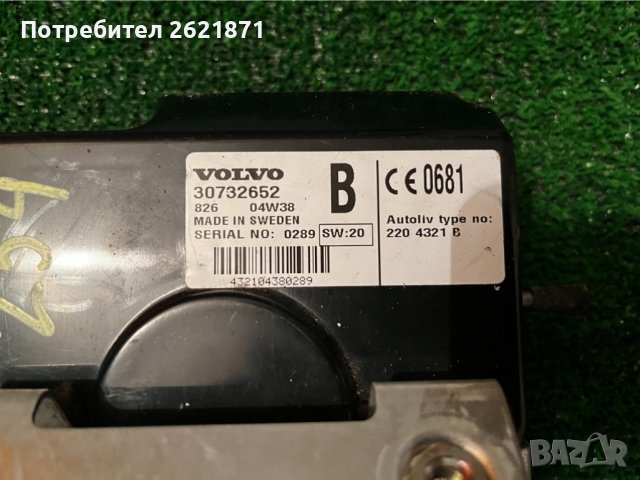 Потребител 2621871
VOLVO
30732652
826 04W38
MADE IN SWEDEN
SERIAL NO: 0289 SW:20
432104380289
B
CE 0681
Autoliv type no:
220 4321 B
BAZAR